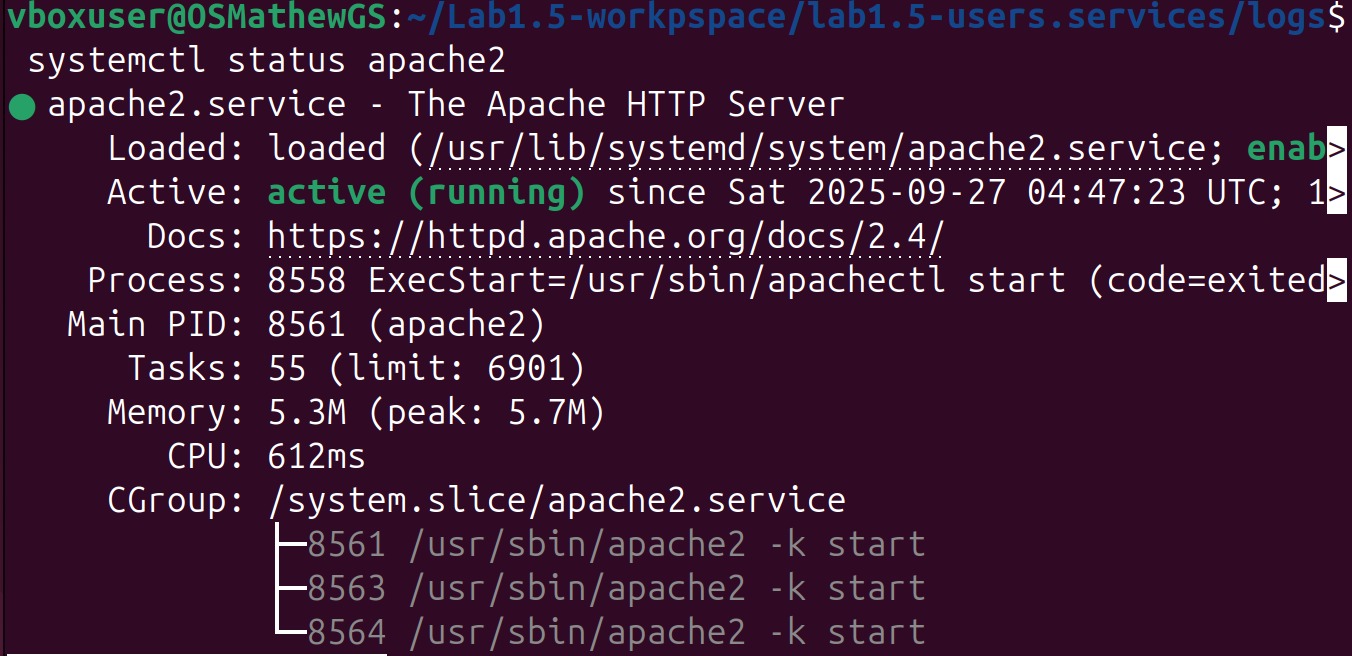 vboxuser@OSMathewGS:~/Lab1.5-workpspace/lab1.5-users.services/logs$
systemctl status apache2
● apache2.service - The Apache HTTP Server
Loaded: loaded (/usr/lib/systemd/system/apache2.service; enab>
Active: active (running) since Sat 2025-09-27 04:47:23 UTC; 1>
Docs: https://httpd.apache.org/docs/2.4/
Process: 8558 ExecStart=/usr/sbin/apachectl start (code=exited>
Main PID: 8561 (apache2)
Tasks: 55 (limit: 6901)
Memory: 5.3M (peak: 5.7M)
CPU: 612ms
CGroup: /system.slice/apache2.service
├─8561 /usr/sbin/apache2 -k start
├─8563 /usr/sbin/apache2 -k start
└─8564 /usr/sbin/apache2 -k start